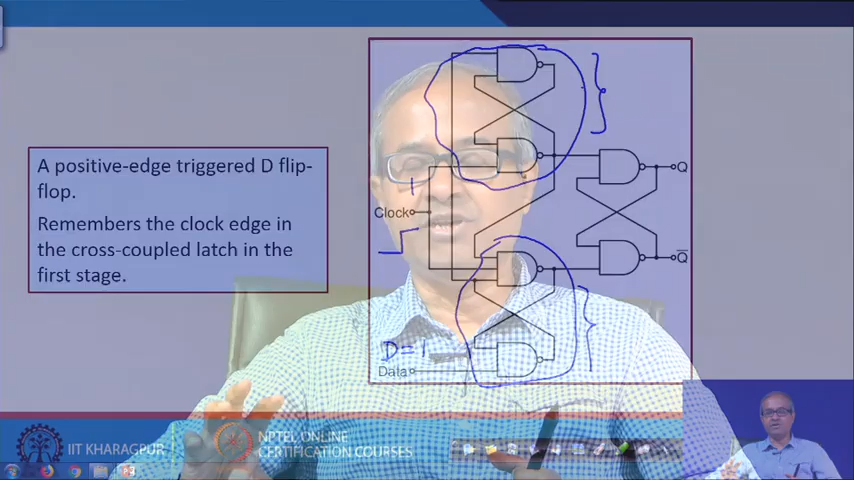 A positive-edge triggered D flip-
flop.
Remembers the clock edge in
the cross-coupled latch in the
first stage.
1
Clock
D=1
Data
Q
Q̅
IIT KHARAGPUR
NPTEL ONLINE
CERTIFICATION COURSES